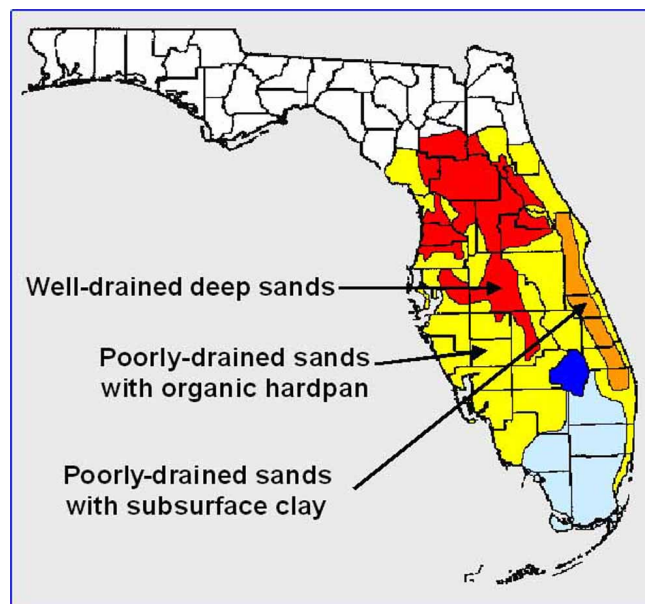 Well-drained deep sands
Poorly-drained sands
with organic hardpan
Poorly-drained sands
with subsurface clay